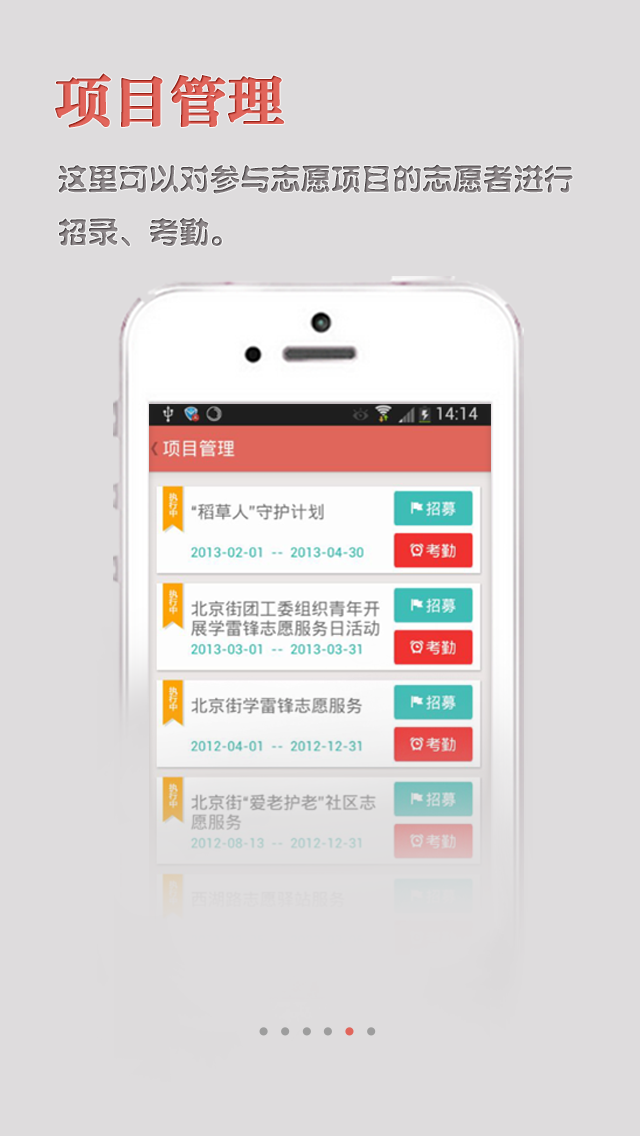 项目管理
这里可以对参与志愿项目的志愿者进行
招录、考勤。
14:14
项目管理
执行中
“稻草人”守护计划
招募
2013-02-01 -- 2013-04-30
考勤
执行中
北京街团工委组织青年开
展学雷锋志愿服务日活动
招募
2013-03-01 -- 2013-03-31
考勤
执行中
北京街学雷锋志愿服务
招募
2012-04-01 -- 2012-12-31
考勤
执行中
北京街“爱老护老”社区志
愿服务
招募
2012-08-13 -- 2012-12-31
考勤